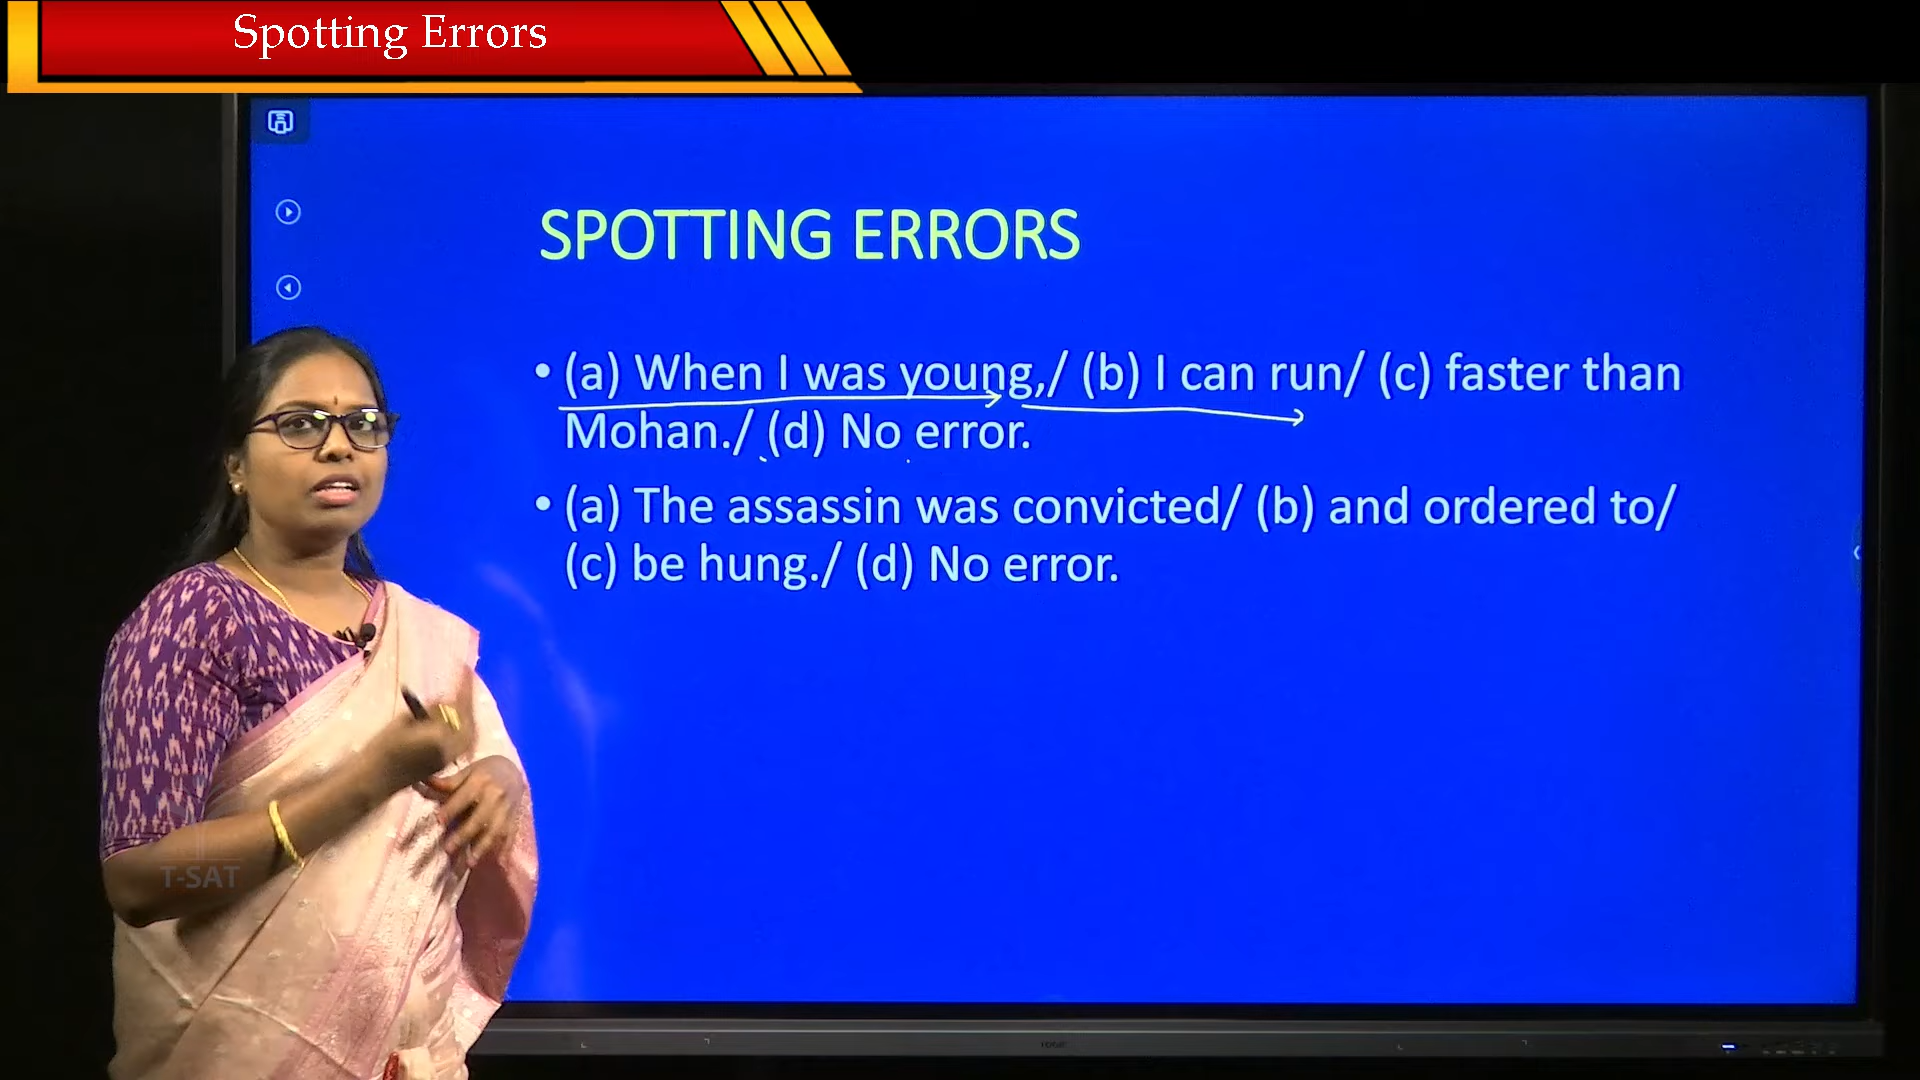 Spotting Errors
SPOTTING ERRORS
• (a) When I was young,/ (b) I can run/ (c) faster than
Mohan./ (d) No error.
• (a) The assassin was convicted/ (b) and ordered to/
(c) be hung./ (d) No error.
T-SAT